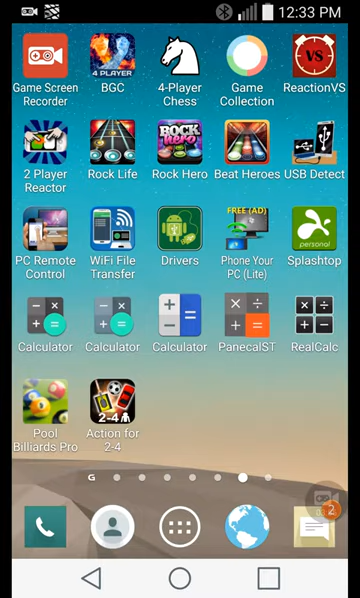 12:33 PM
VS
Game Screen
Recorder
4 PLAYER
BGC
4-Player
Chess
Game
Collection
ReactionVS
ROCK
hero
2 Player
Reactor
Rock Life
Rock Hero
Beat Heroes
USB Detect
FREE (AD)
personal
PC Remote
Control
WiFi File
Transfer
Drivers
Phone Your
PC (Lite)
Splashtop
Calculator
Calculator
Calculator
PanecalST
RealCalc
2-4
Pool
Billiards Pro
Action for
2-4
G
2